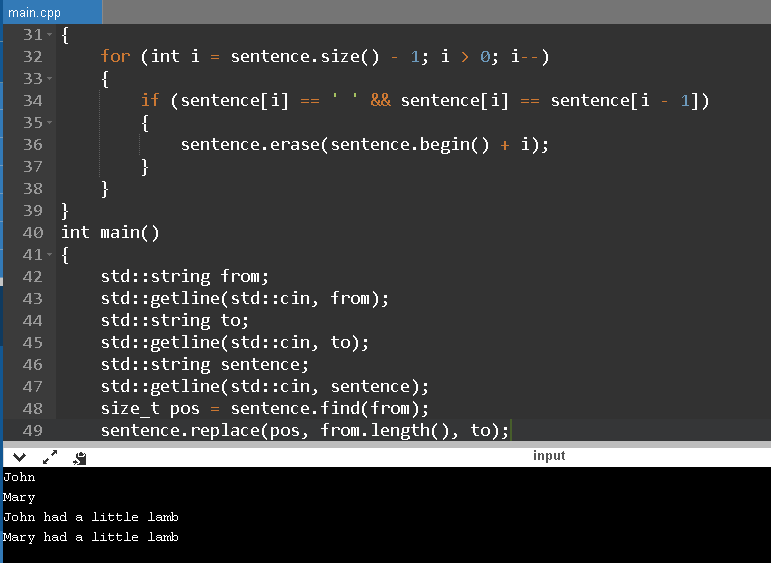 main.cpp
31 {
32     for (int i = sentence.size() - 1; i > 0; i--)
33     {
34         if (sentence[i] == ' ' && sentence[i] == sentence[i - 1])
35         {
36             sentence.erase(sentence.begin() + i);
37         }
38     }
39 }
40 int main()
41 {
42     std::string from;
43     std::getline(std::cin, from);
44     std::string to;
45     std::getline(std::cin, to);
46     std::string sentence;
47     std::getline(std::cin, sentence);
48     size_t pos = sentence.find(from);
49     sentence.replace(pos, from.length(), to);
input
John
Mary
John had a little lamb
Mary had a little lamb